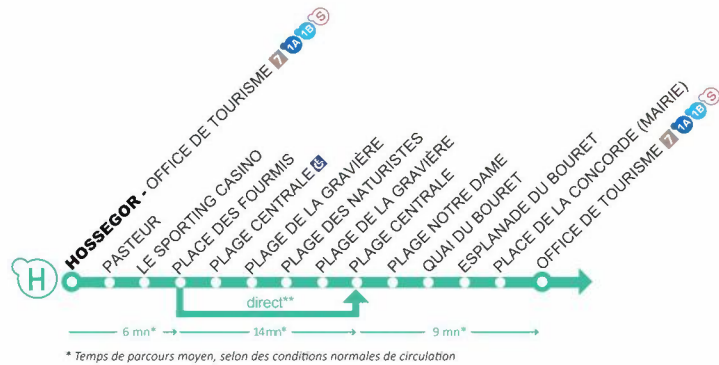 HOSSEGOR - OFFICE DE TOURISME 7 1A 1B S
PASTEUR
LE SPORTING CASINO
PLACE DES FOURMIS
PLAGE CENTRALE
PLAGE DE LA GRAVIÈRE
PLAGE DES NATURISTES
PLAGE DE LA GRAVIÈRE
PLAGE CENTRALE
PLAGE NOTRE DAME
QUAI DU BOURET
ESPLANADE DU BOURET
PLACE DE LA CONCORDE (MAIRIE)
OFFICE DE TOURISME 7 1A 1B S
H
direct**
6 mn* 14mn* 9 mn*
* Temps de parcours moyen, selon des conditions normales de circulation